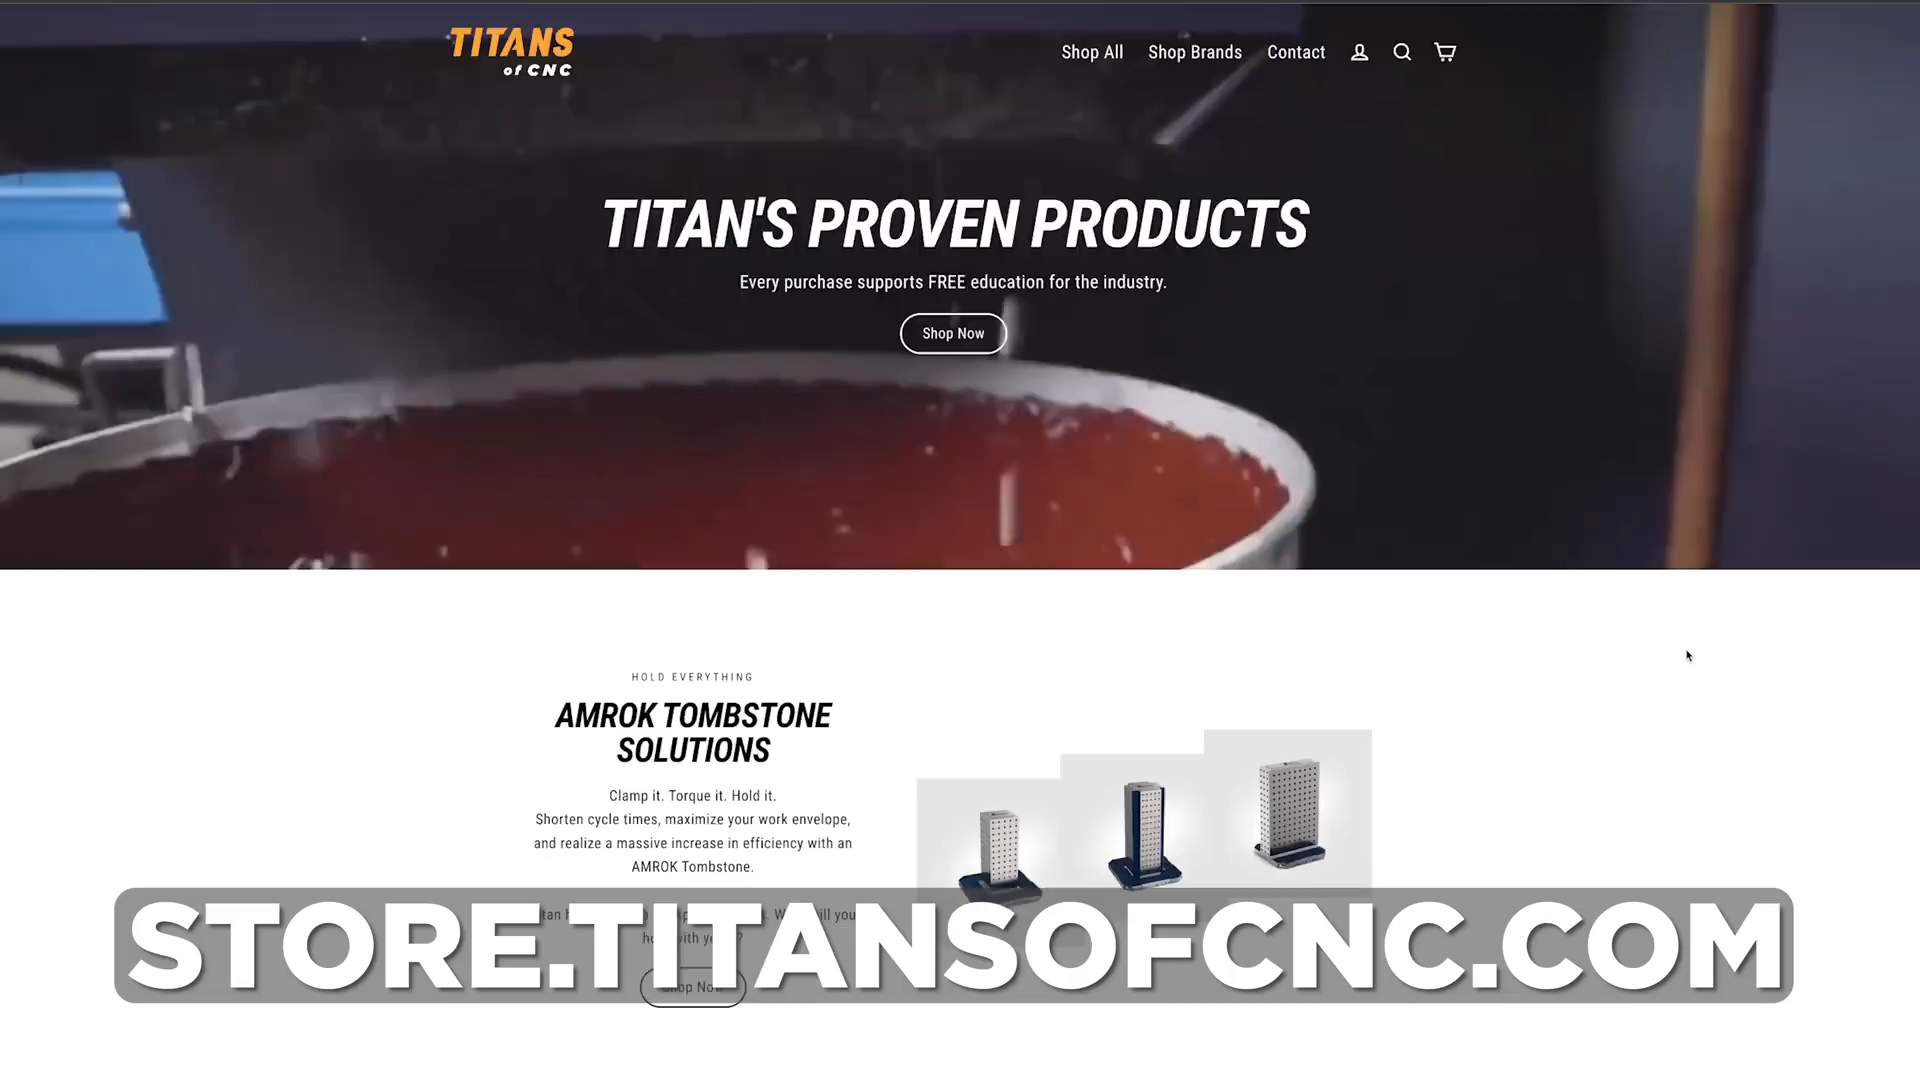 TITANS
of CNC
Shop All Shop Brands Contact
TITAN'S PROVEN PRODUCTS
Every purchase supports FREE education for the industry.
Shop Now
HOLD EVERYTHING
AMROK TOMBSTONE
SOLUTIONS
Clamp it. Torque it. Hold it.
Shorten cycle times, maximize your work envelope,
and realize a massive increase in efficiency with an
AMROK Tombstone.
STORE.TITANSOFCNC.COM